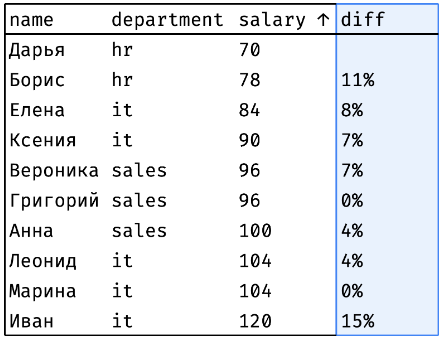 name department salary ↑ diff
Дарья hr 70
Борис hr 78 11%
Елена it 84 8%
Ксения it 90 7%
Вероника sales 96 7%
Григорий sales 96 0%
Анна sales 100 4%
Леонид it 104 4%
Марина it 104 0%
Иван it 120 15%